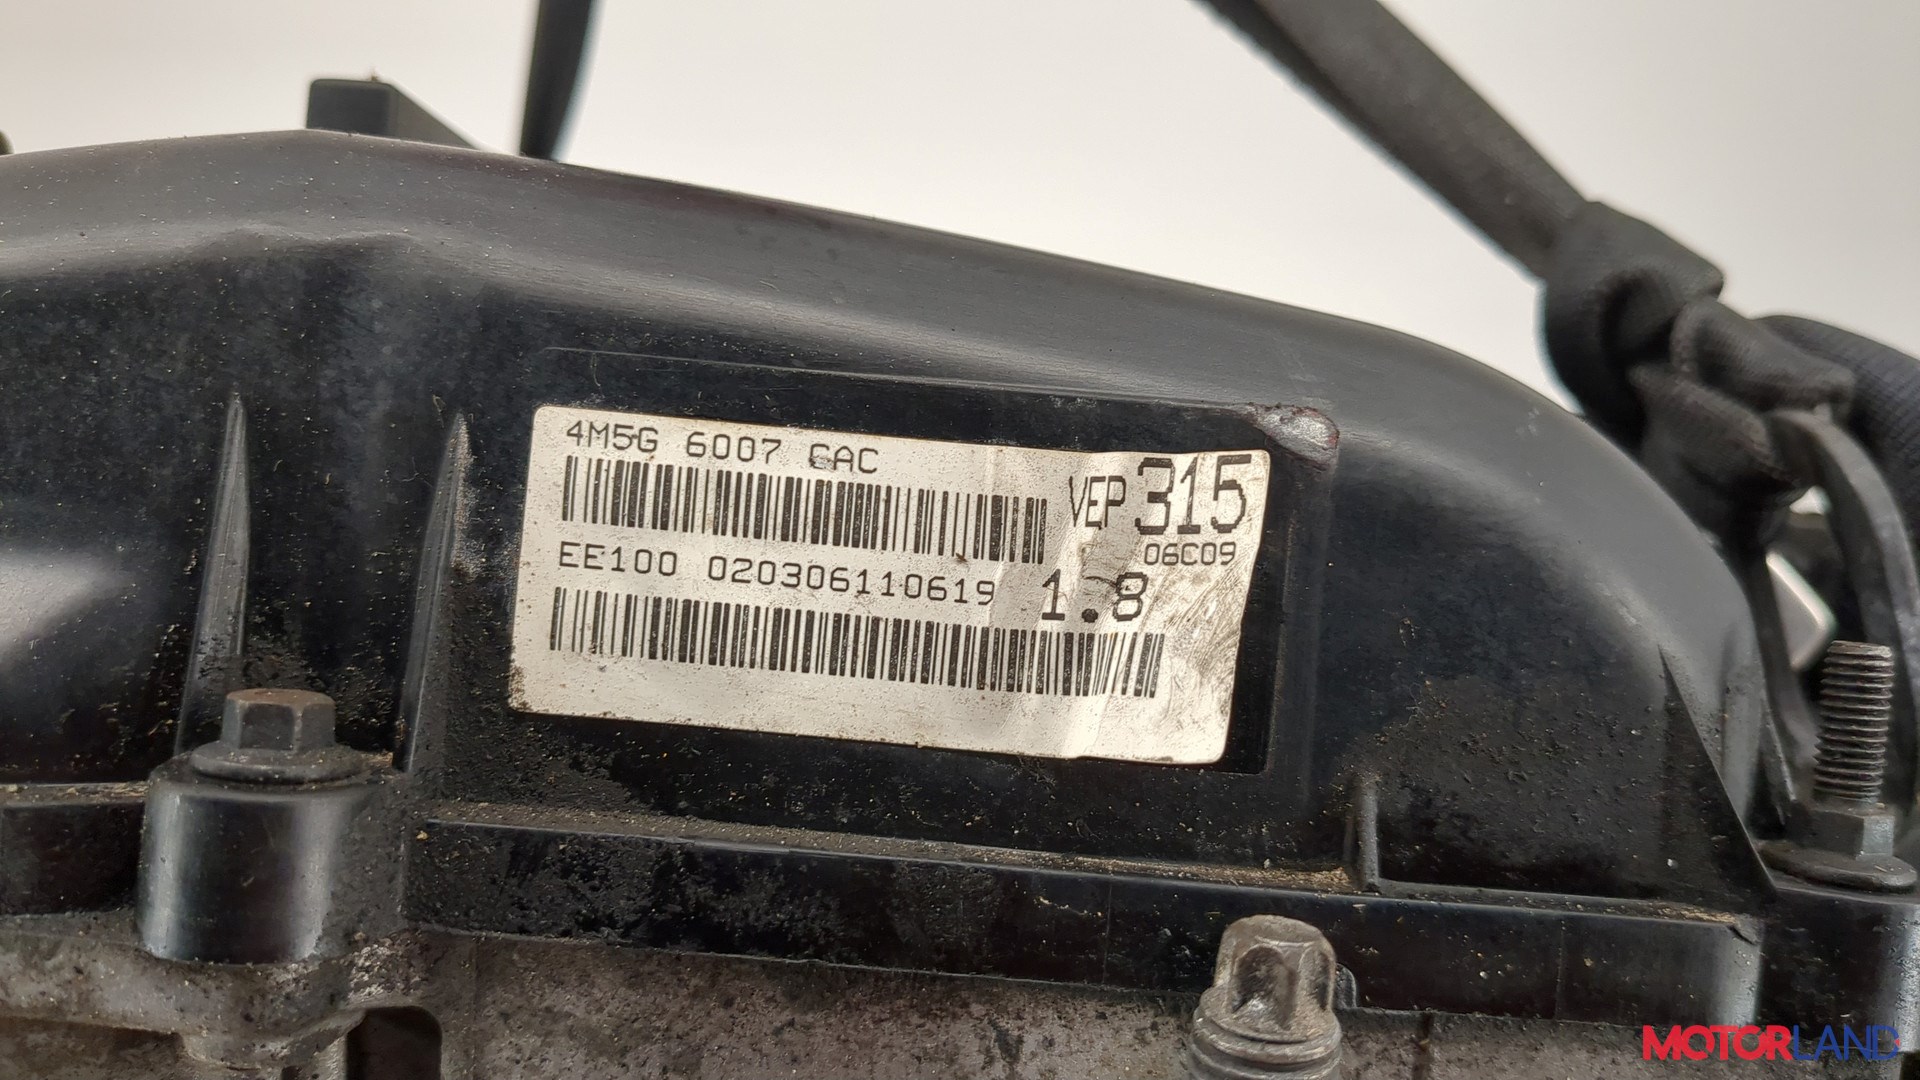 4M5G 6007 CAC
VEP 315
06C09
EE100 020306110619 1.8
MOTORLAND